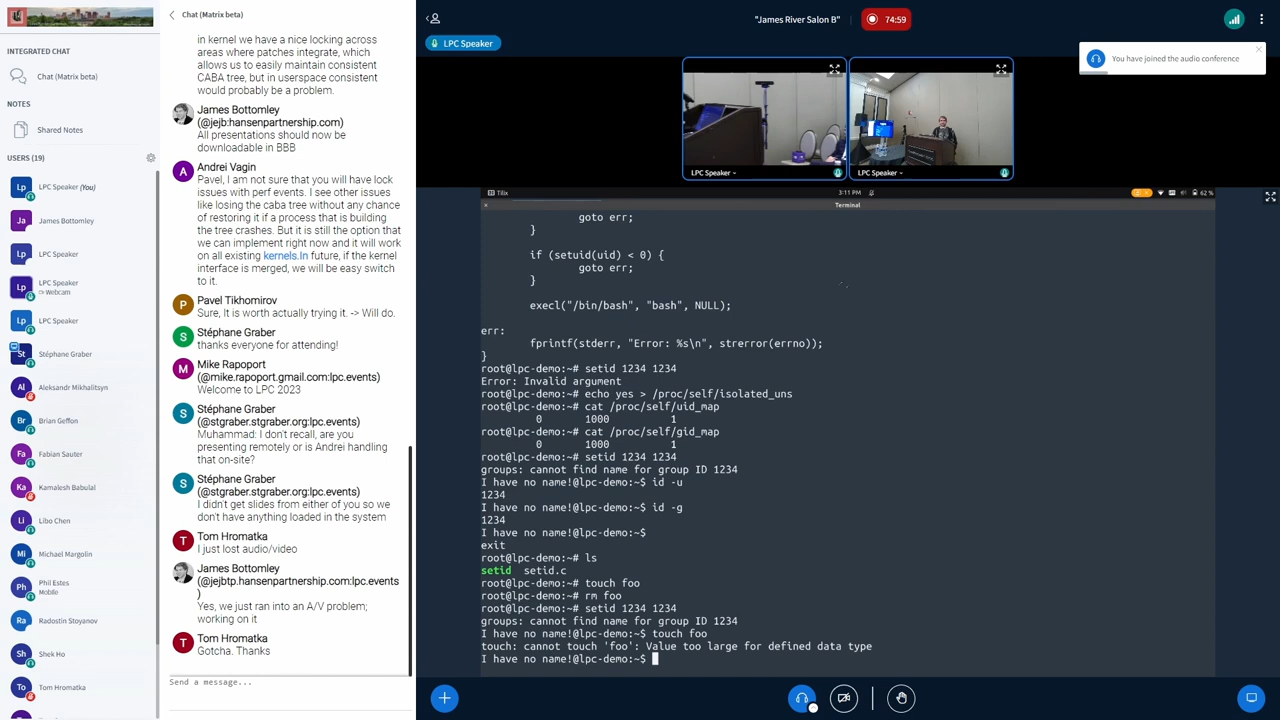 INTEGRATED CHAT
Chat (Matrix beta)
NOTES
Shared Notes
USERS (19)
Lp LPC Speaker (You)
Ja James Bottomley
Lp LPC Speaker
Lp LPC Speaker
Webcam
Lp LPC Speaker
St Stéphane Graber
Al Aleksandr Mikhalitsyn
Br Brian Geffon
Fa Fabian Sauter
Ka Kamalesh Babulal
Li Libo Chen
Mi Michael Margolin
Ph Phil Estes
Mobile
Ra Radostin Stoyanov
Sh Shek Ho
To Tom Hromatka
Chat (Matrix beta)
in kernel we have a nice locking across
areas where patches integrate, which
allows us to easily maintain consistent
CABA tree, but in userspace consistent
would probably be a problem.
James Bottomley
(@jejb:hansenpartnership.com)
All presentations should now be
downloadable in BBB
A Andrei Vagin
Pavel, I am not sure that you will have lock
issues with perf events. I see other issues
like losing the caba tree without any chance
of restoring it if a process that is building
the tree crashes. But it is still the option that
we can implement right now and it will work
on all existing kernels.In future, if the kernel
interface is merged, we will be easy switch
to it.
P Pavel Tikhomirov
Sure, It is worth actually trying it. -> Will do.
S Stéphane Graber
thanks everyone for attending!
M Mike Rapoport
(@mike.rapoport.gmail.com:lpc.events)
Welcome to LPC 2023
S Stéphane Graber
(@stgraber.stgraber.org:lpc.events)
Muhammad: I don't recall, are you
presenting remotely or is Andrei handling
that on-site?
S Stéphane Graber
(@stgraber.stgraber.org:lpc.events)
I didn't get slides from either of you so we
don't have anything loaded in the system
T Tom Hromatka
I just lost audio/video
James Bottomley
(@jejbtp.hansenpartnership.com:lpc.events
)
Yes, we just ran into an A/V problem;
working on it
T Tom Hromatka
Gotcha. Thanks
Send a message...
"James River Salon B"
74:59
LPC Speaker
You have joined the audio conference
LPC Speaker
LPC Speaker
Tilix
3:11 PM
62 %
Terminal
goto err;
}
if (setuid(uid) < 0) {
goto err;
}
execl("/bin/bash", "bash", NULL);
err:
fprintf(stderr, "Error: %s\n", strerror(errno));
}
root@lpc-demo:~# setid 1234 1234
Error: Invalid argument
root@lpc-demo:~# echo yes > /proc/self/isolated_uns
root@lpc-demo:~# cat /proc/self/uid_map
0 1000 1
root@lpc-demo:~# cat /proc/self/gid_map
0 1000 1
root@lpc-demo:~# setid 1234 1234
groups: cannot find name for group ID 1234
I have no name!@lpc-demo:~$ id -u
1234
I have no name!@lpc-demo:~$ id -g
1234
I have no name!@lpc-demo:~$
exit
root@lpc-demo:~# ls
setid setid.c
root@lpc-demo:~# touch foo
root@lpc-demo:~# rm foo
root@lpc-demo:~# setid 1234 1234
groups: cannot find name for group ID 1234
I have no name!@lpc-demo:~$ touch foo
touch: cannot touch 'foo': Value too large for defined data type
I have no name!@lpc-demo:~$